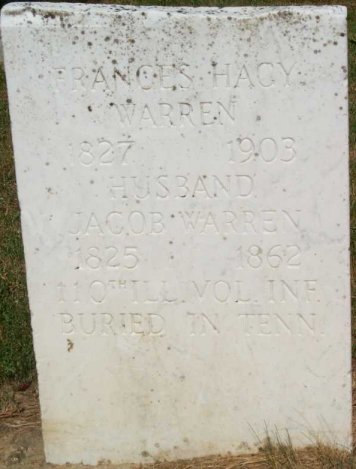 FRANCES HAGY
WARREN
1827 1903
HUSBAND
JACOB WARREN
1825 1862
110TH ILL. VOL. INF.
BURIED IN TENN.